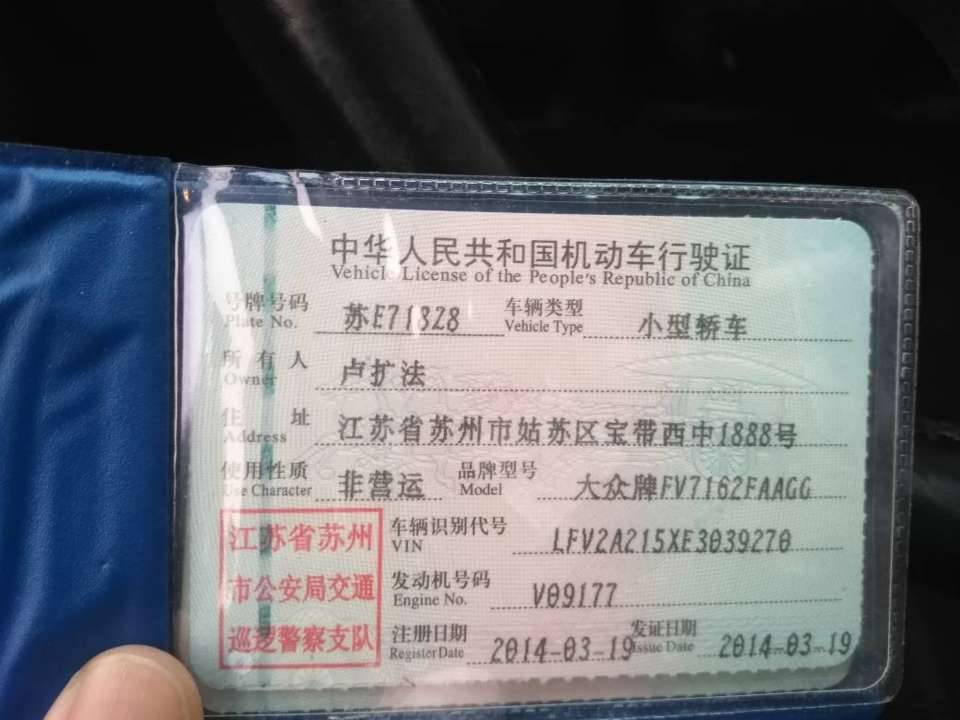 中华人民共和国机动车行驶证
Vehicle License of the People's Republic of China
号牌号码 苏E71828 车辆类型 小型轿车
Plate No. Vehicle Type
所有人 卢扩法
Owner
住址 江苏省苏州市姑苏区宝带西中1888号
Address
使用性质 非营运 品牌型号 大众牌FV7162FAAGG
Use Character Model
江苏省苏州 车辆识别代号 LFV2A215XE3039270
VIN
市公安局交通 发动机号码 V09177
Engine No.
巡逻警察支队 注册日期 2014-03-19 发证日期 2014-03-19
Register Date Issue Date